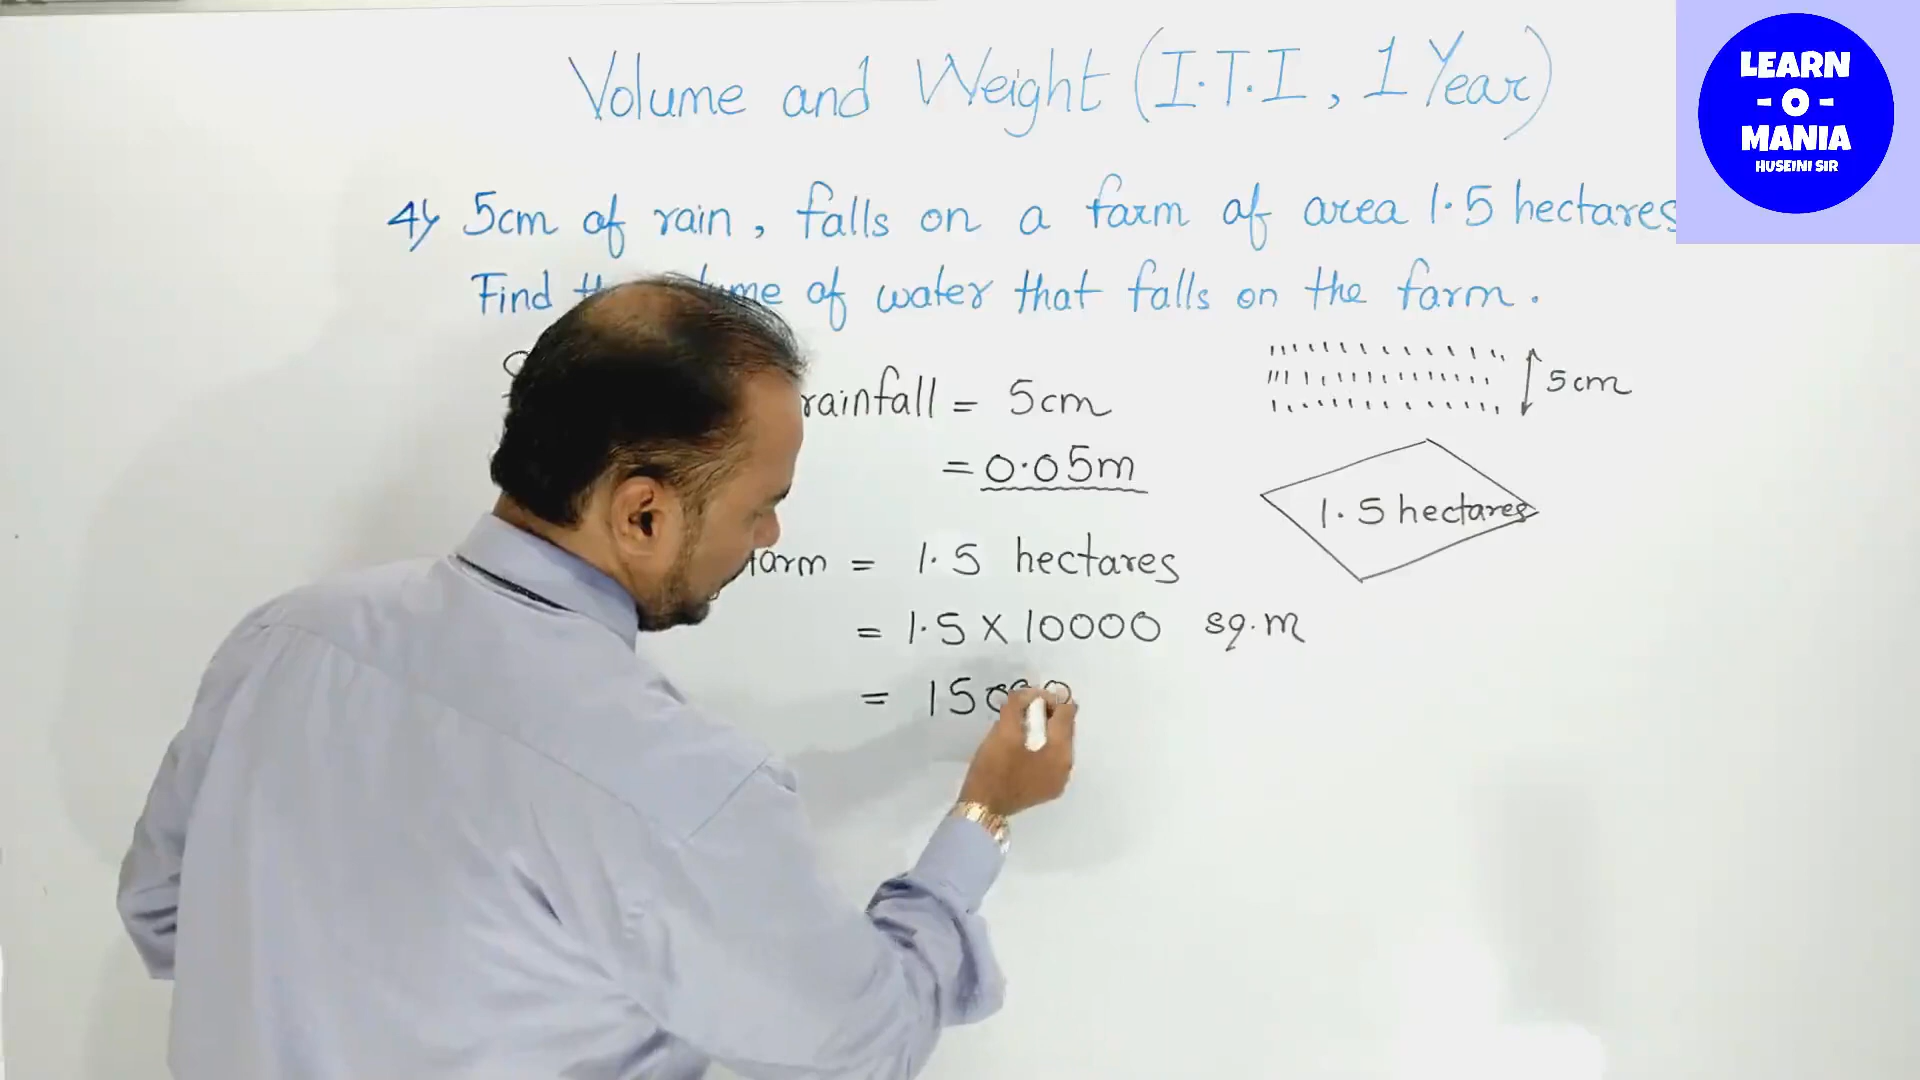 Volume and Weight (I.T.I, 1 Year)
LEARN
- O -
MANIA
HUSEINI SIR
4) 5cm of rain, falls on a farm of area 1.5 hectares
Find of water that falls on the farm.
rainfall = 5cm
= 0.05m
5cm
1.5 hectares
farm = 1.5 hectares
= 1.5 X 10000 sq.m
= 15000